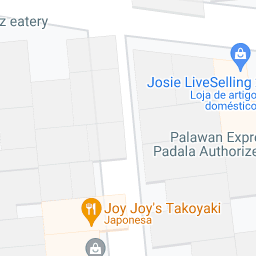 z eatery
Josie LiveSelling
Loja de artigo
doméstico
Palawan Expre
Padala Authorize
Joy Joy's Takoyaki
Japonesa